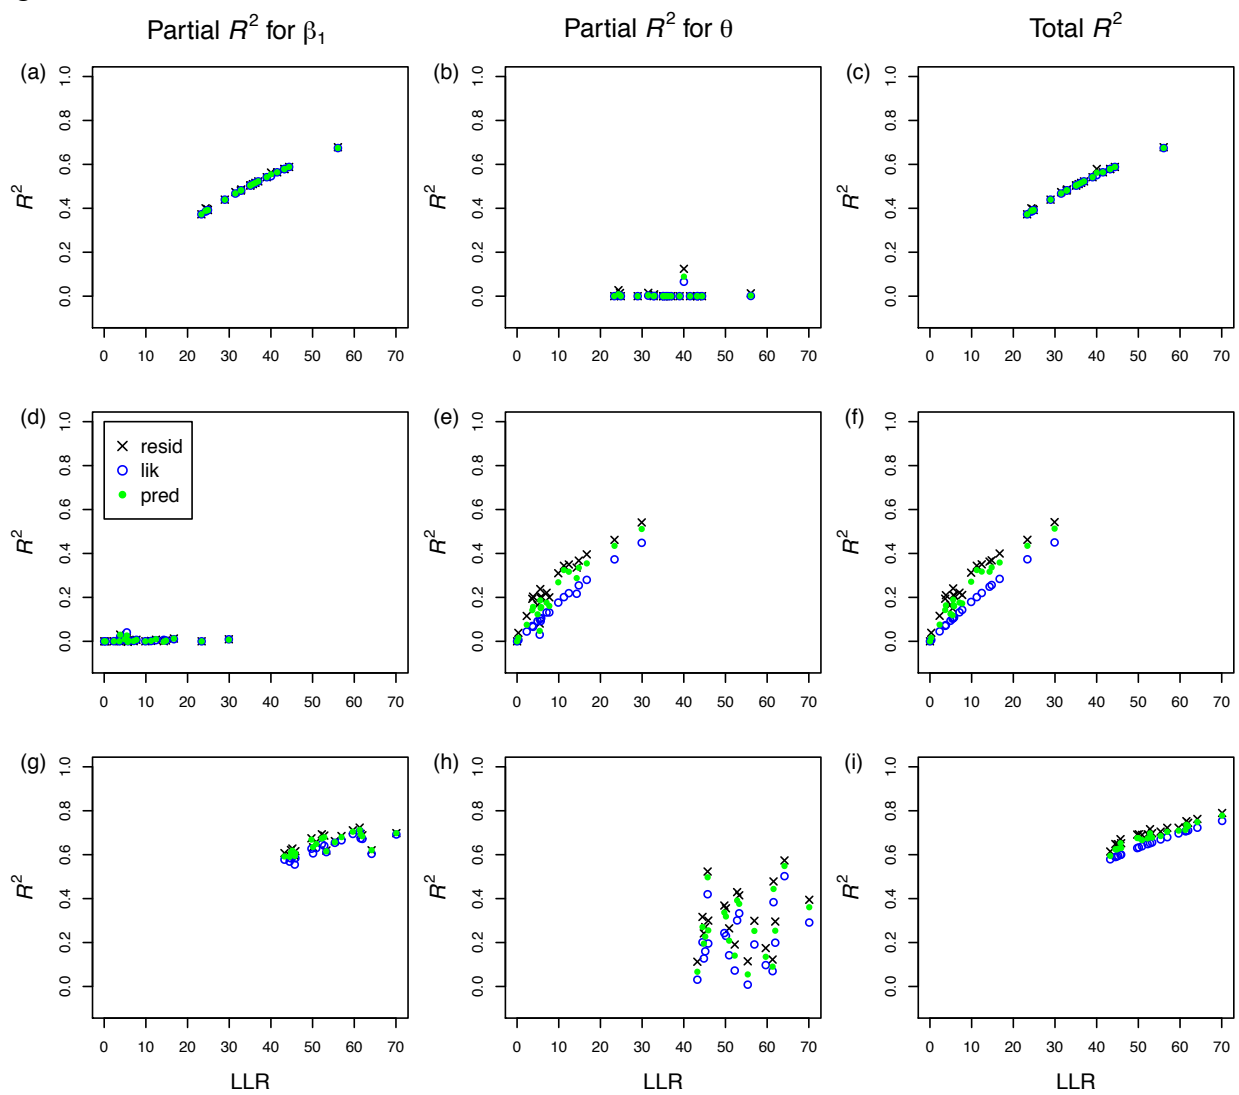 Partial R² for β₁ Partial R² for θ Total R²
(a) (b) (c)
R² 0.0 0.2 0.4 0.6 0.8 1.0 R² 0.0 0.2 0.4 0.6 0.8 1.0 R² 0.0 0.2 0.4 0.6 0.8 1.0
0 10 20 30 40 50 60 70 0 10 20 30 40 50 60 70 0 10 20 30 40 50 60 70
(d) (e) (f)
R² 0.0 0.2 0.4 0.6 0.8 1.0 R² 0.0 0.2 0.4 0.6 0.8 1.0 R² 0.0 0.2 0.4 0.6 0.8 1.0
resid
lik
pred
0 10 20 30 40 50 60 70 0 10 20 30 40 50 60 70 0 10 20 30 40 50 60 70
(g) (h) (i)
R² 0.0 0.2 0.4 0.6 0.8 1.0 R² 0.0 0.2 0.4 0.6 0.8 1.0 R² 0.0 0.2 0.4 0.6 0.8 1.0
0 10 20 30 40 50 60 70 0 10 20 30 40 50 60 70 0 10 20 30 40 50 60 70
LLR LLR LLR